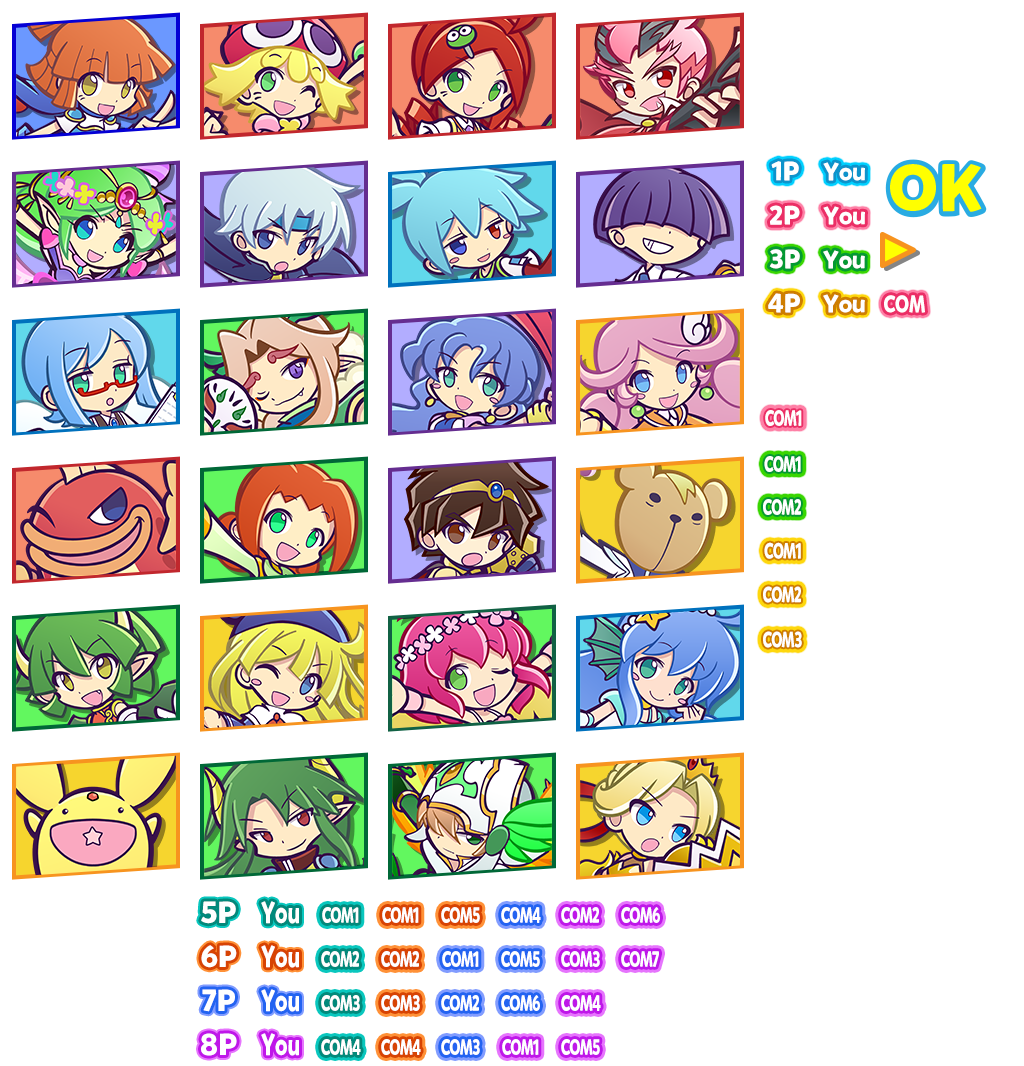 1P You OK
2P You
3P You
4P You COM
COM1
COM1
COM2
COM1
COM2
COM3
5P You COM1 COM1 COM5 COM4 COM2 COM6
6P You COM2 COM2 COM1 COM5 COM3 COM7
7P You COM3 COM3 COM2 COM6 COM4
8P You COM4 COM4 COM3 COM1 COM5